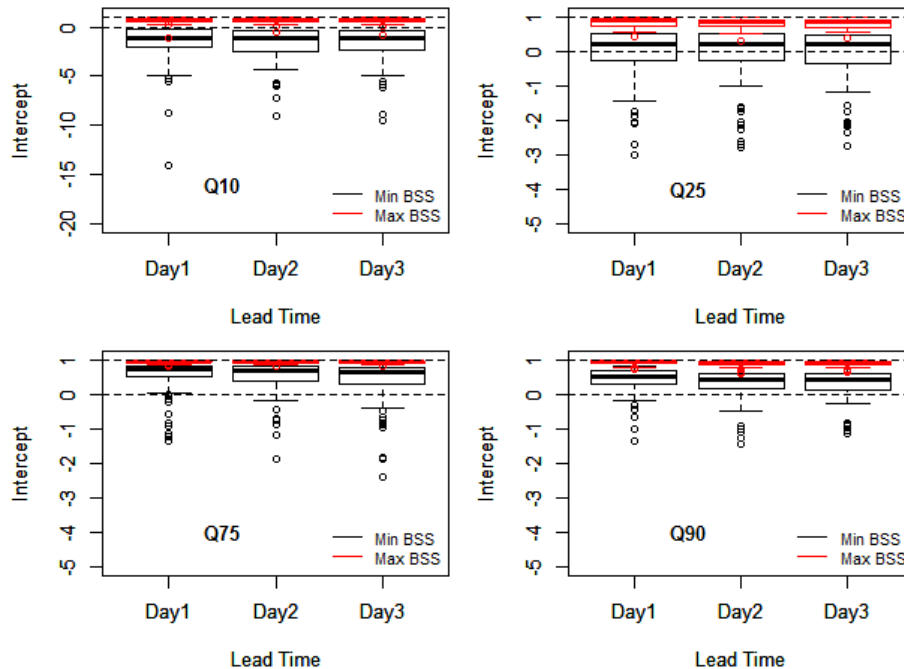 Intercept
0
-5
-10
-15
-20
Q10
Min BSS
Max BSS
Day1 Day2 Day3
Lead Time
Intercept
1
0
-1
-2
-3
-4
-5
Q25
Min BSS
Max BSS
Day1 Day2 Day3
Lead Time
Intercept
1
0
-1
-2
-3
-4
-5
Q75
Min BSS
Max BSS
Day1 Day2 Day3
Lead Time
Intercept
1
0
-1
-2
-3
-4
-5
Q90
Min BSS
Max BSS
Day1 Day2 Day3
Lead Time